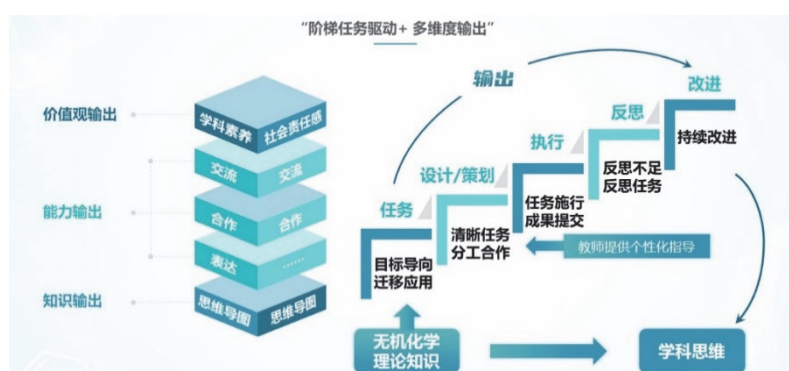 “阶梯任务驱动+ 多维度输出”
价值观输出
学科素养
社会责任感
交流
交流
能力输出
合作
合作
表达
......
知识输出
思维导图
思维导图
输出
任务
目标导向
迁移应用
设计/策划
清晰任务
分工合作
执行
任务施行
成果提交
反思
反思不足
反思任务
改进
持续改进
教师提供个性化指导
无机化学
理论知识
学科思维